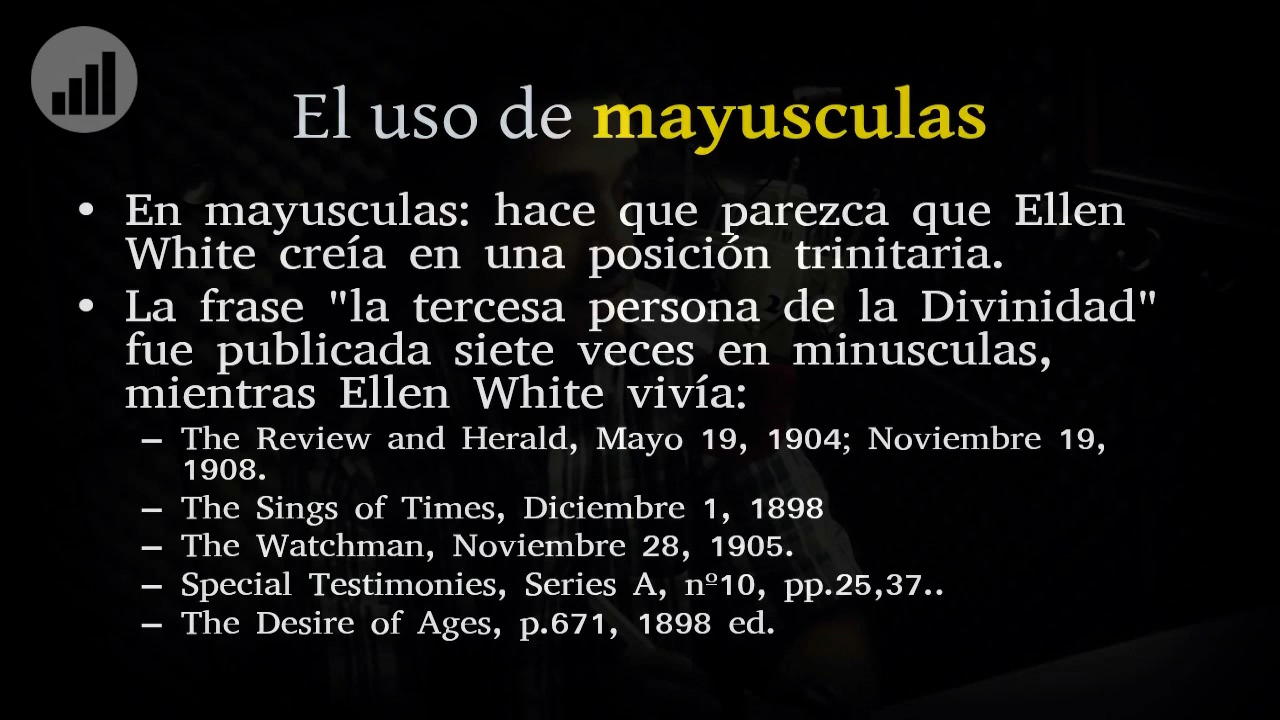 El uso de mayusculas
• En mayusculas: hace que parezca que Ellen
White creía en una posición trinitaria.
• La frase "la tercesa persona de la Divinidad"
fue publicada siete veces en minusculas,
mientras Ellen White vivía:
– The Review and Herald, Mayo 19, 1904; Noviembre 19,
1908.
– The Sings of Times, Diciembre 1, 1898
– The Watchman, Noviembre 28, 1905.
– Special Testimonies, Series A, nº10, pp.25,37..
– The Desire of Ages, p.671, 1898 ed.